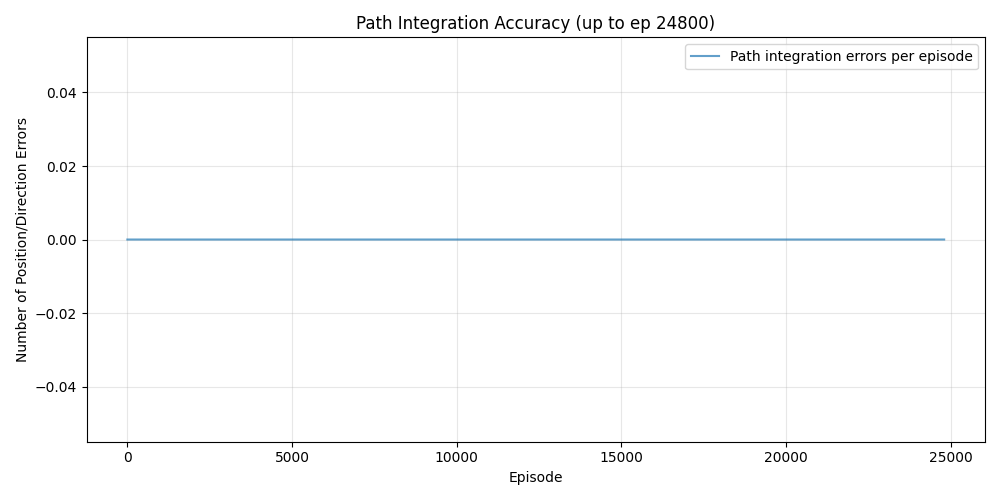 Path Integration Accuracy (up to ep 24800)
Path integration errors per episode
Number of Position/Direction Errors
0.04
0.02
0.00
−0.02
−0.04
0
5000
10000
15000
20000
25000
Episode